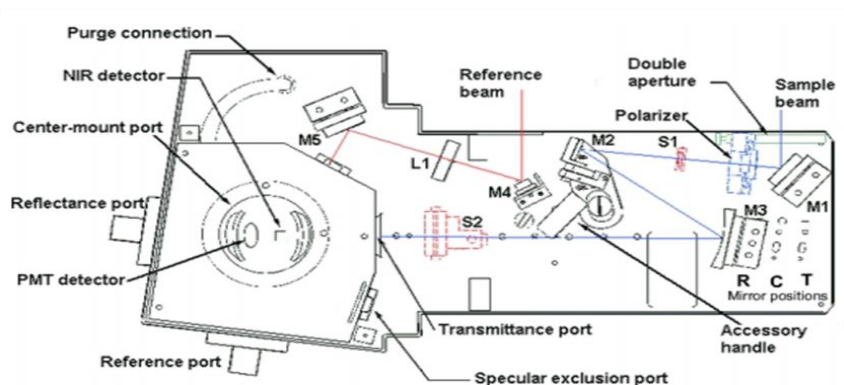 Purge connection
NIR detector
Center-mount port
Reflectance port
PMT detector
Reference port
M5
L1
Reference
beam
M4
S2
M2
S1
Double
aperture
Polarizer
Sample
beam
M1
M3
R C T
Mirror positions
Accessory
handle
Transmittance port
Specular exclusion port